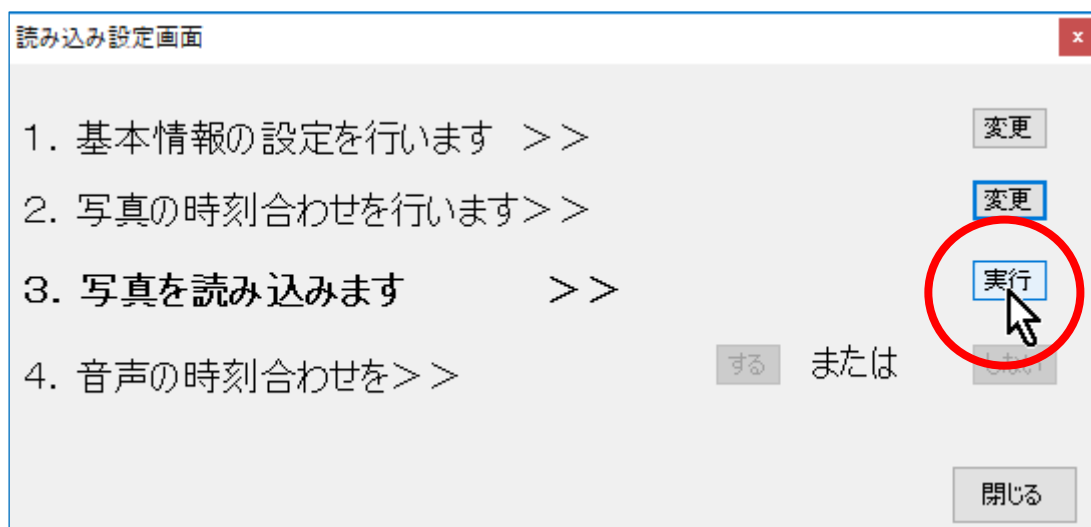 読み込み設定画面
x
1. 基本情報の設定を行います >> 変更
2. 写真の時刻合わせを行います>> 変更
3. 写真を読み込みます >> 実行
4. 音声の時刻合わせを>> する または しない
閉じる